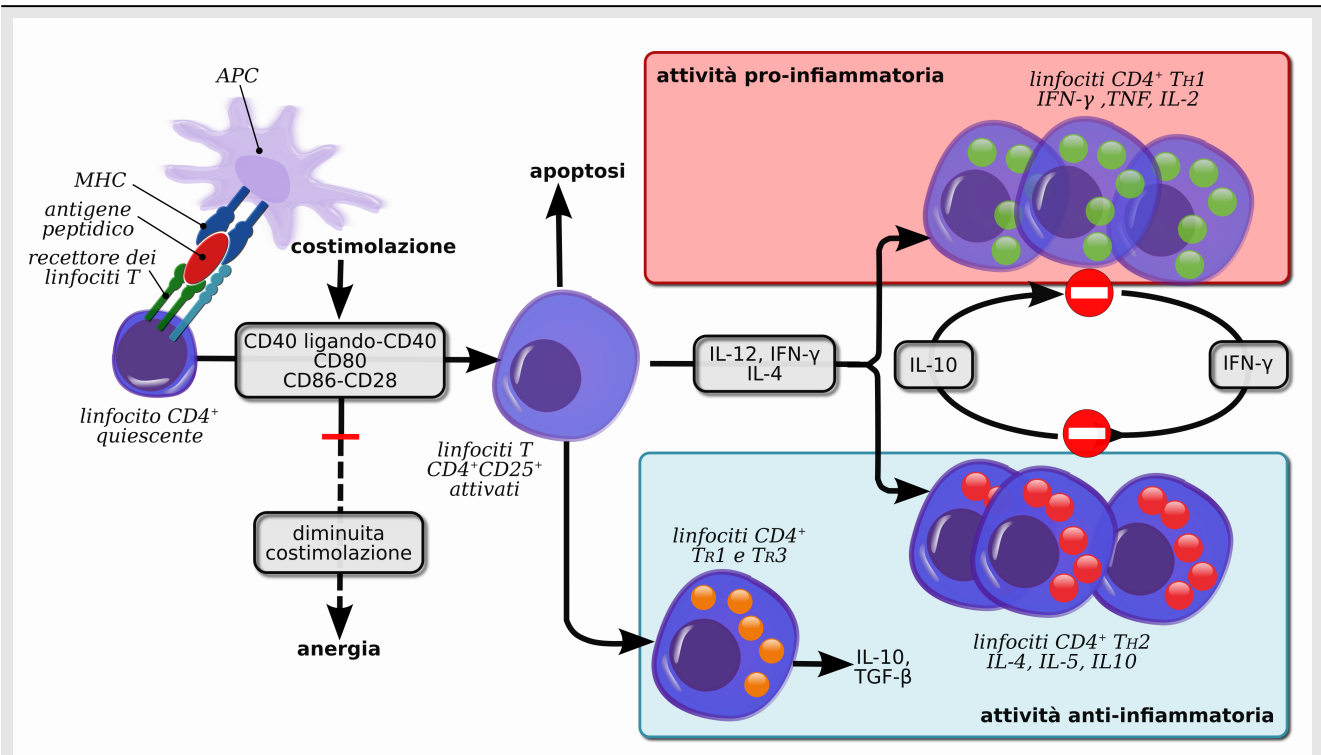 APC
MHC
antigene
peptidico
recettore dei
linfociti T
linfocito CD4⁺
quiescente
costimolazione
CD40 ligando-CD40
CD80
CD86-CD28
diminuita
costimolazione
anergia
apoptosi
linfociti T
CD4⁺CD25⁺
attivati
IL-12, IFN-γ
IL-4
attività pro-infiammatoria
linfociti CD4⁺ TH1
IFN-γ ,TNF, IL-2
IL-10
IFN-γ
linfociti CD4⁺
TR1 e TR3
IL-10,
TGF-β
linfociti CD4⁺ TH2
IL-4, IL-5, IL10
attività anti-infiammatoria